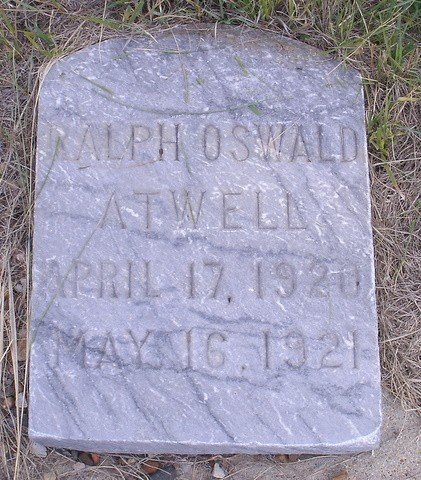 RALPH OSWALD
ATWELL
APRIL 17, 1920
MAY. 16, 1921